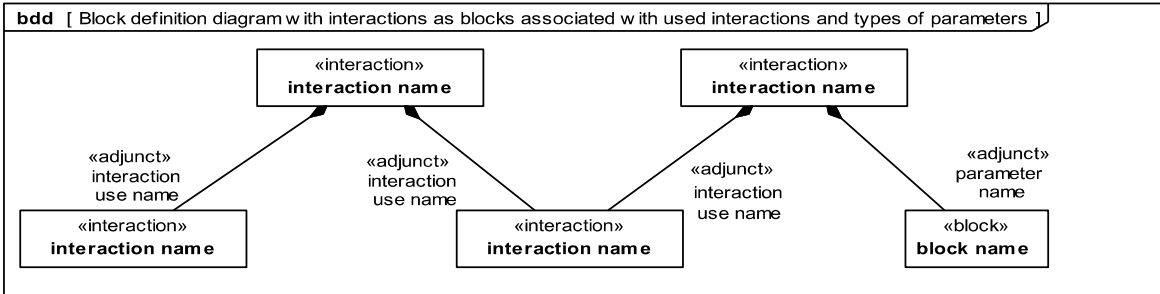 bdd [ Block definition diagram with interactions as blocks associated with used interactions and types of parameters ]
«interaction»
interaction name
«interaction»
interaction name
«adjunct»
interaction
use name
«adjunct»
interaction
use name
«adjunct»
interaction
use name
«adjunct»
parameter
name
«interaction»
interaction name
«interaction»
interaction name
«block»
block name